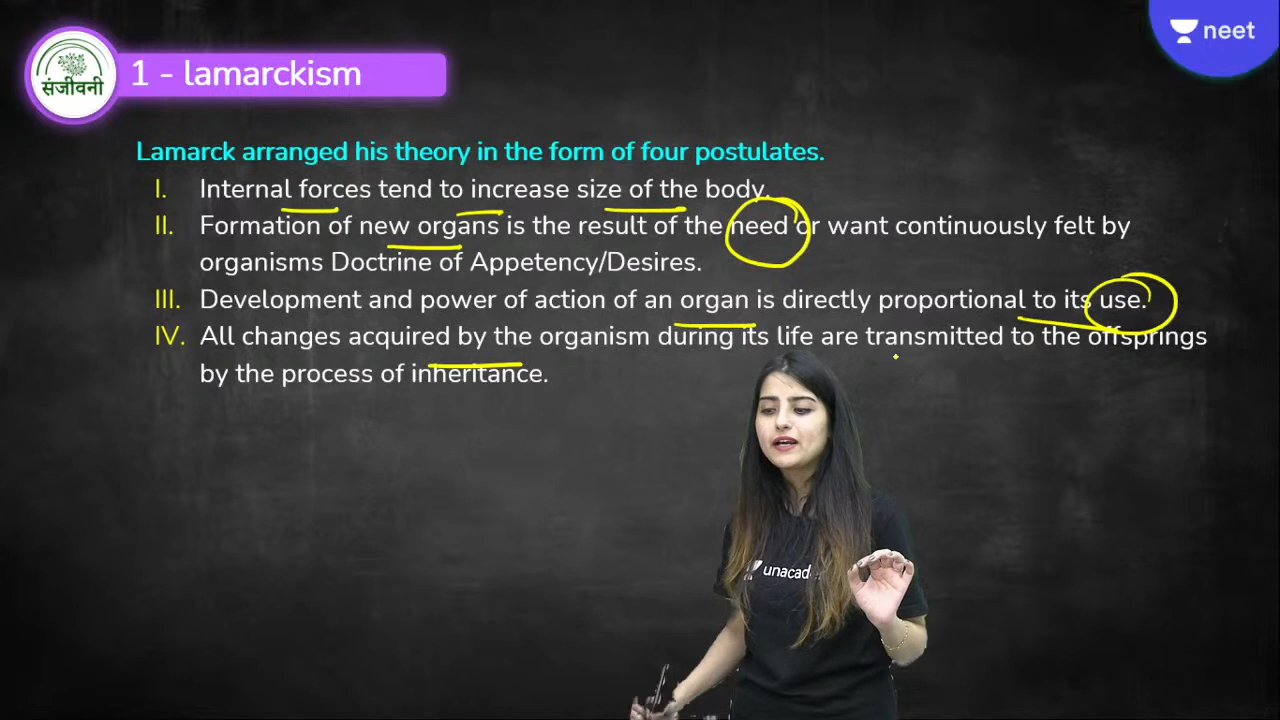 neet
संजीवनी
1 - lamarckism
Lamarck arranged his theory in the form of four postulates.
I. Internal forces tend to increase size of the body.
II. Formation of new organs is the result of the need or want continuously felt by
organisms Doctrine of Appetency/Desires.
III. Development and power of action of an organ is directly proportional to its use.
IV. All changes acquired by the organism during its life are transmitted to the offsprings
by the process of inheritance.
unacad